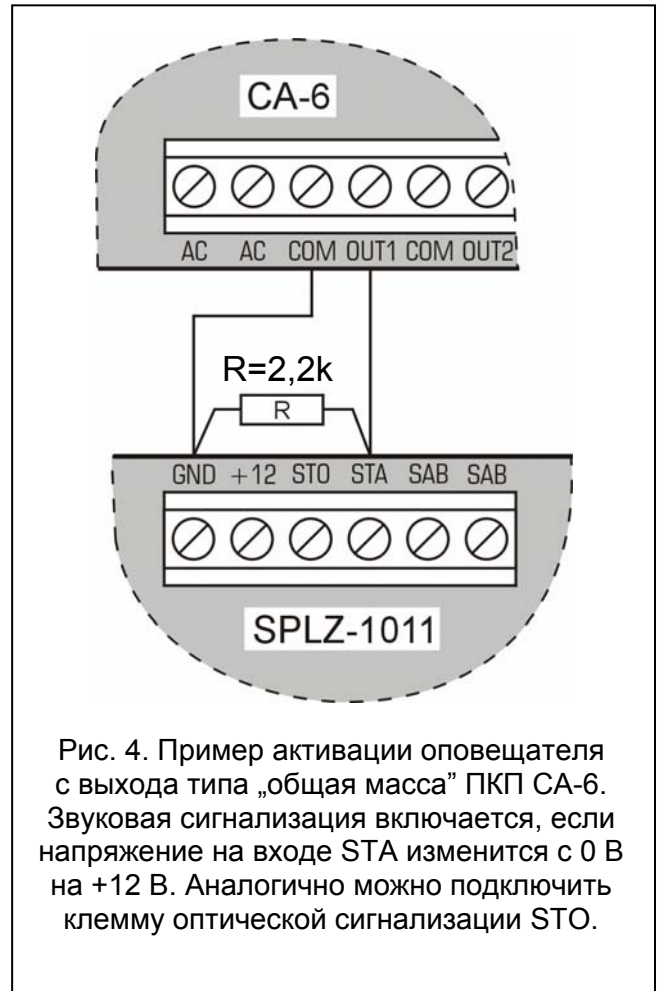 CA-6
AC AC COM OUT1 COM OUT2
R=2,2k
R
GND +12 STO STA SAB SAB
SPLZ-1011
Рис. 4. Пример активации оповещателя
с выхода типа „общая масса” ПКП CA-6.
Звуковая сигнализация включается, если
напряжение на входе STA изменится с 0 В
на +12 В. Аналогично можно подключить
клемму оптической сигнализации STO.